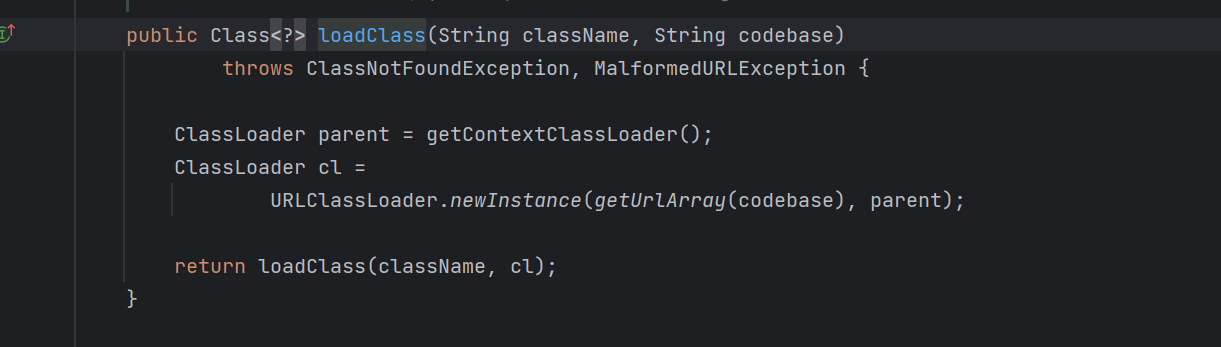 public Class<?> loadClass(String className, String codebase)
throws ClassNotFoundException, MalformedURLException {
ClassLoader parent = getContextClassLoader();
ClassLoader cl =
URLClassLoader.newInstance(getUrlArray(codebase), parent);
return loadClass(className, cl);
}